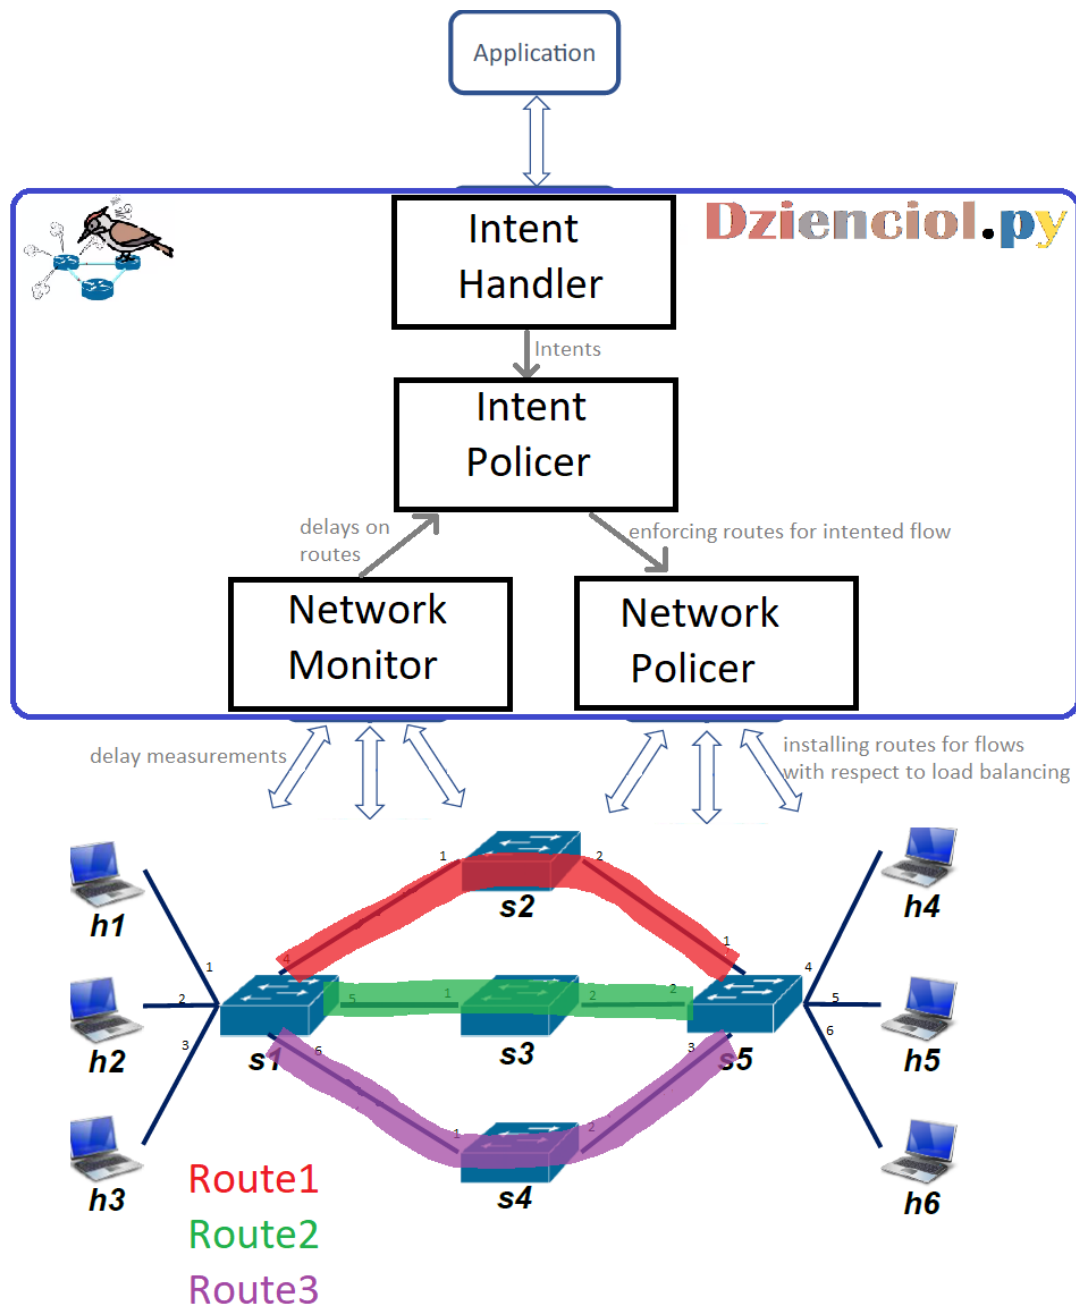 Application
Dzienciol.py
Intent
Handler
Intents
Intent
Policer
delays on
routes
enforcing routes for intented flow
Network
Monitor
Network
Policer
delay measurements
installing routes for flows
with respect to load balancing
h1
h2
h3
1
2
3
s1
4
5
6
1
2
s2
1
2
s3
1
2
s4
1
2
3
s5
4
5
6
h4
h5
h6
Route1
Route2
Route3